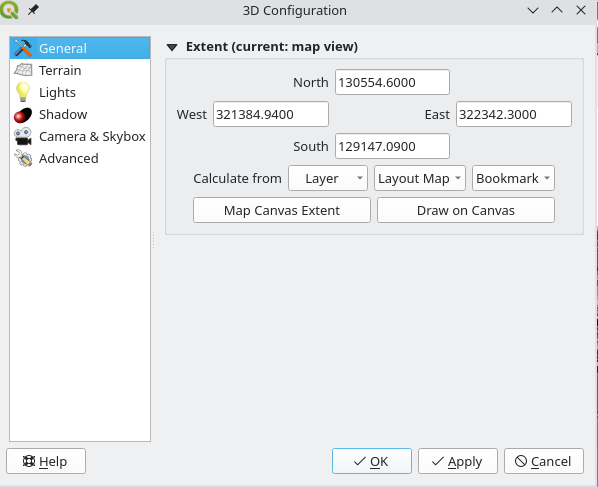 3D Configuration
General
Terrain
Lights
Shadow
Camera & Skybox
Advanced
Extent (current: map view)
North 130554.6000
West 321384.9400 East 322342.3000
South 129147.0900
Calculate from Layer Layout Map Bookmark
Map Canvas Extent Draw on Canvas
Help OK Apply Cancel